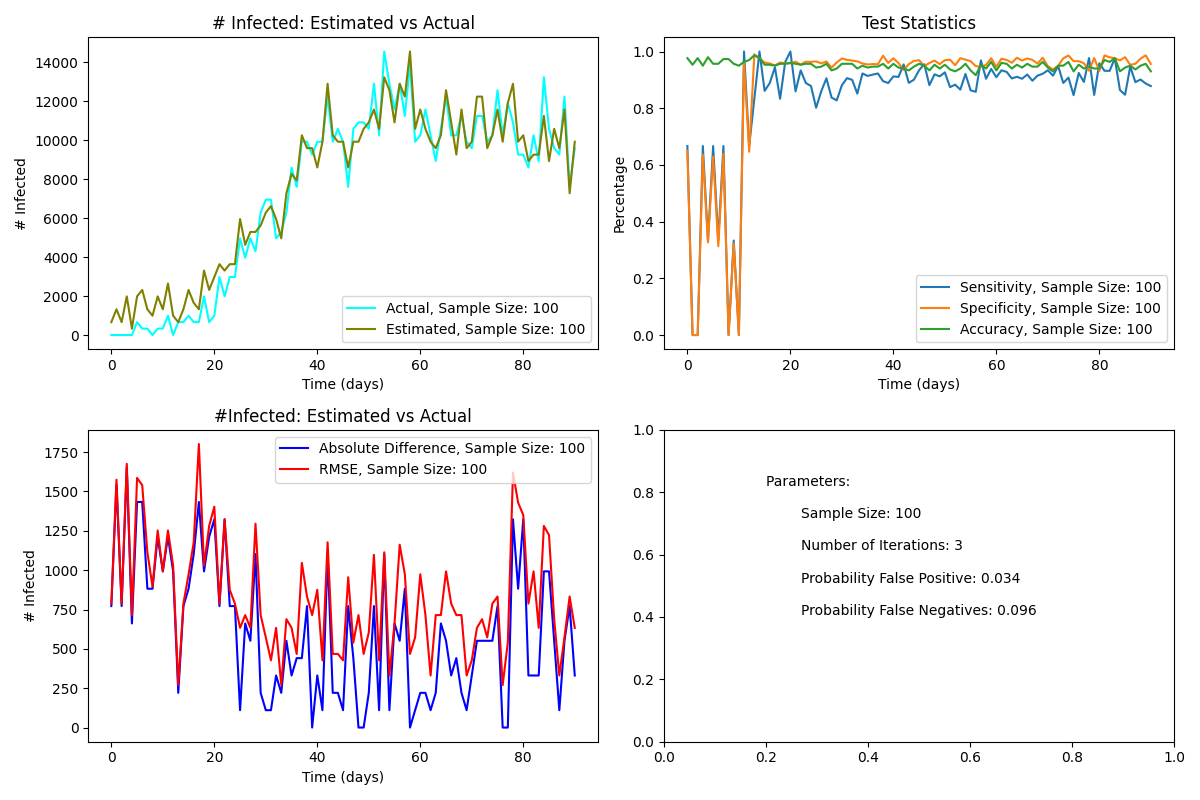 # Infected: Estimated vs Actual
# Infected
14000
12000
10000
8000
6000
4000
2000
0
Actual, Sample Size: 100
Estimated, Sample Size: 100
0 20 40 60 80
Time (days)
Test Statistics
Percentage
1.0
0.8
0.6
0.4
0.2
0.0
Sensitivity, Sample Size: 100
Specificity, Sample Size: 100
Accuracy, Sample Size: 100
0 20 40 60 80
Time (days)
#Infected: Estimated vs Actual
# Infected
1750
1500
1250
1000
750
500
250
0
Absolute Difference, Sample Size: 100
RMSE, Sample Size: 100
0 20 40 60 80
Time (days)
1.0
0.8
0.6
0.4
0.2
0.0
Parameters:
Sample Size: 100
Number of Iterations: 3
Probability False Positive: 0.034
Probability False Negatives: 0.096
0.0 0.2 0.4 0.6 0.8 1.0